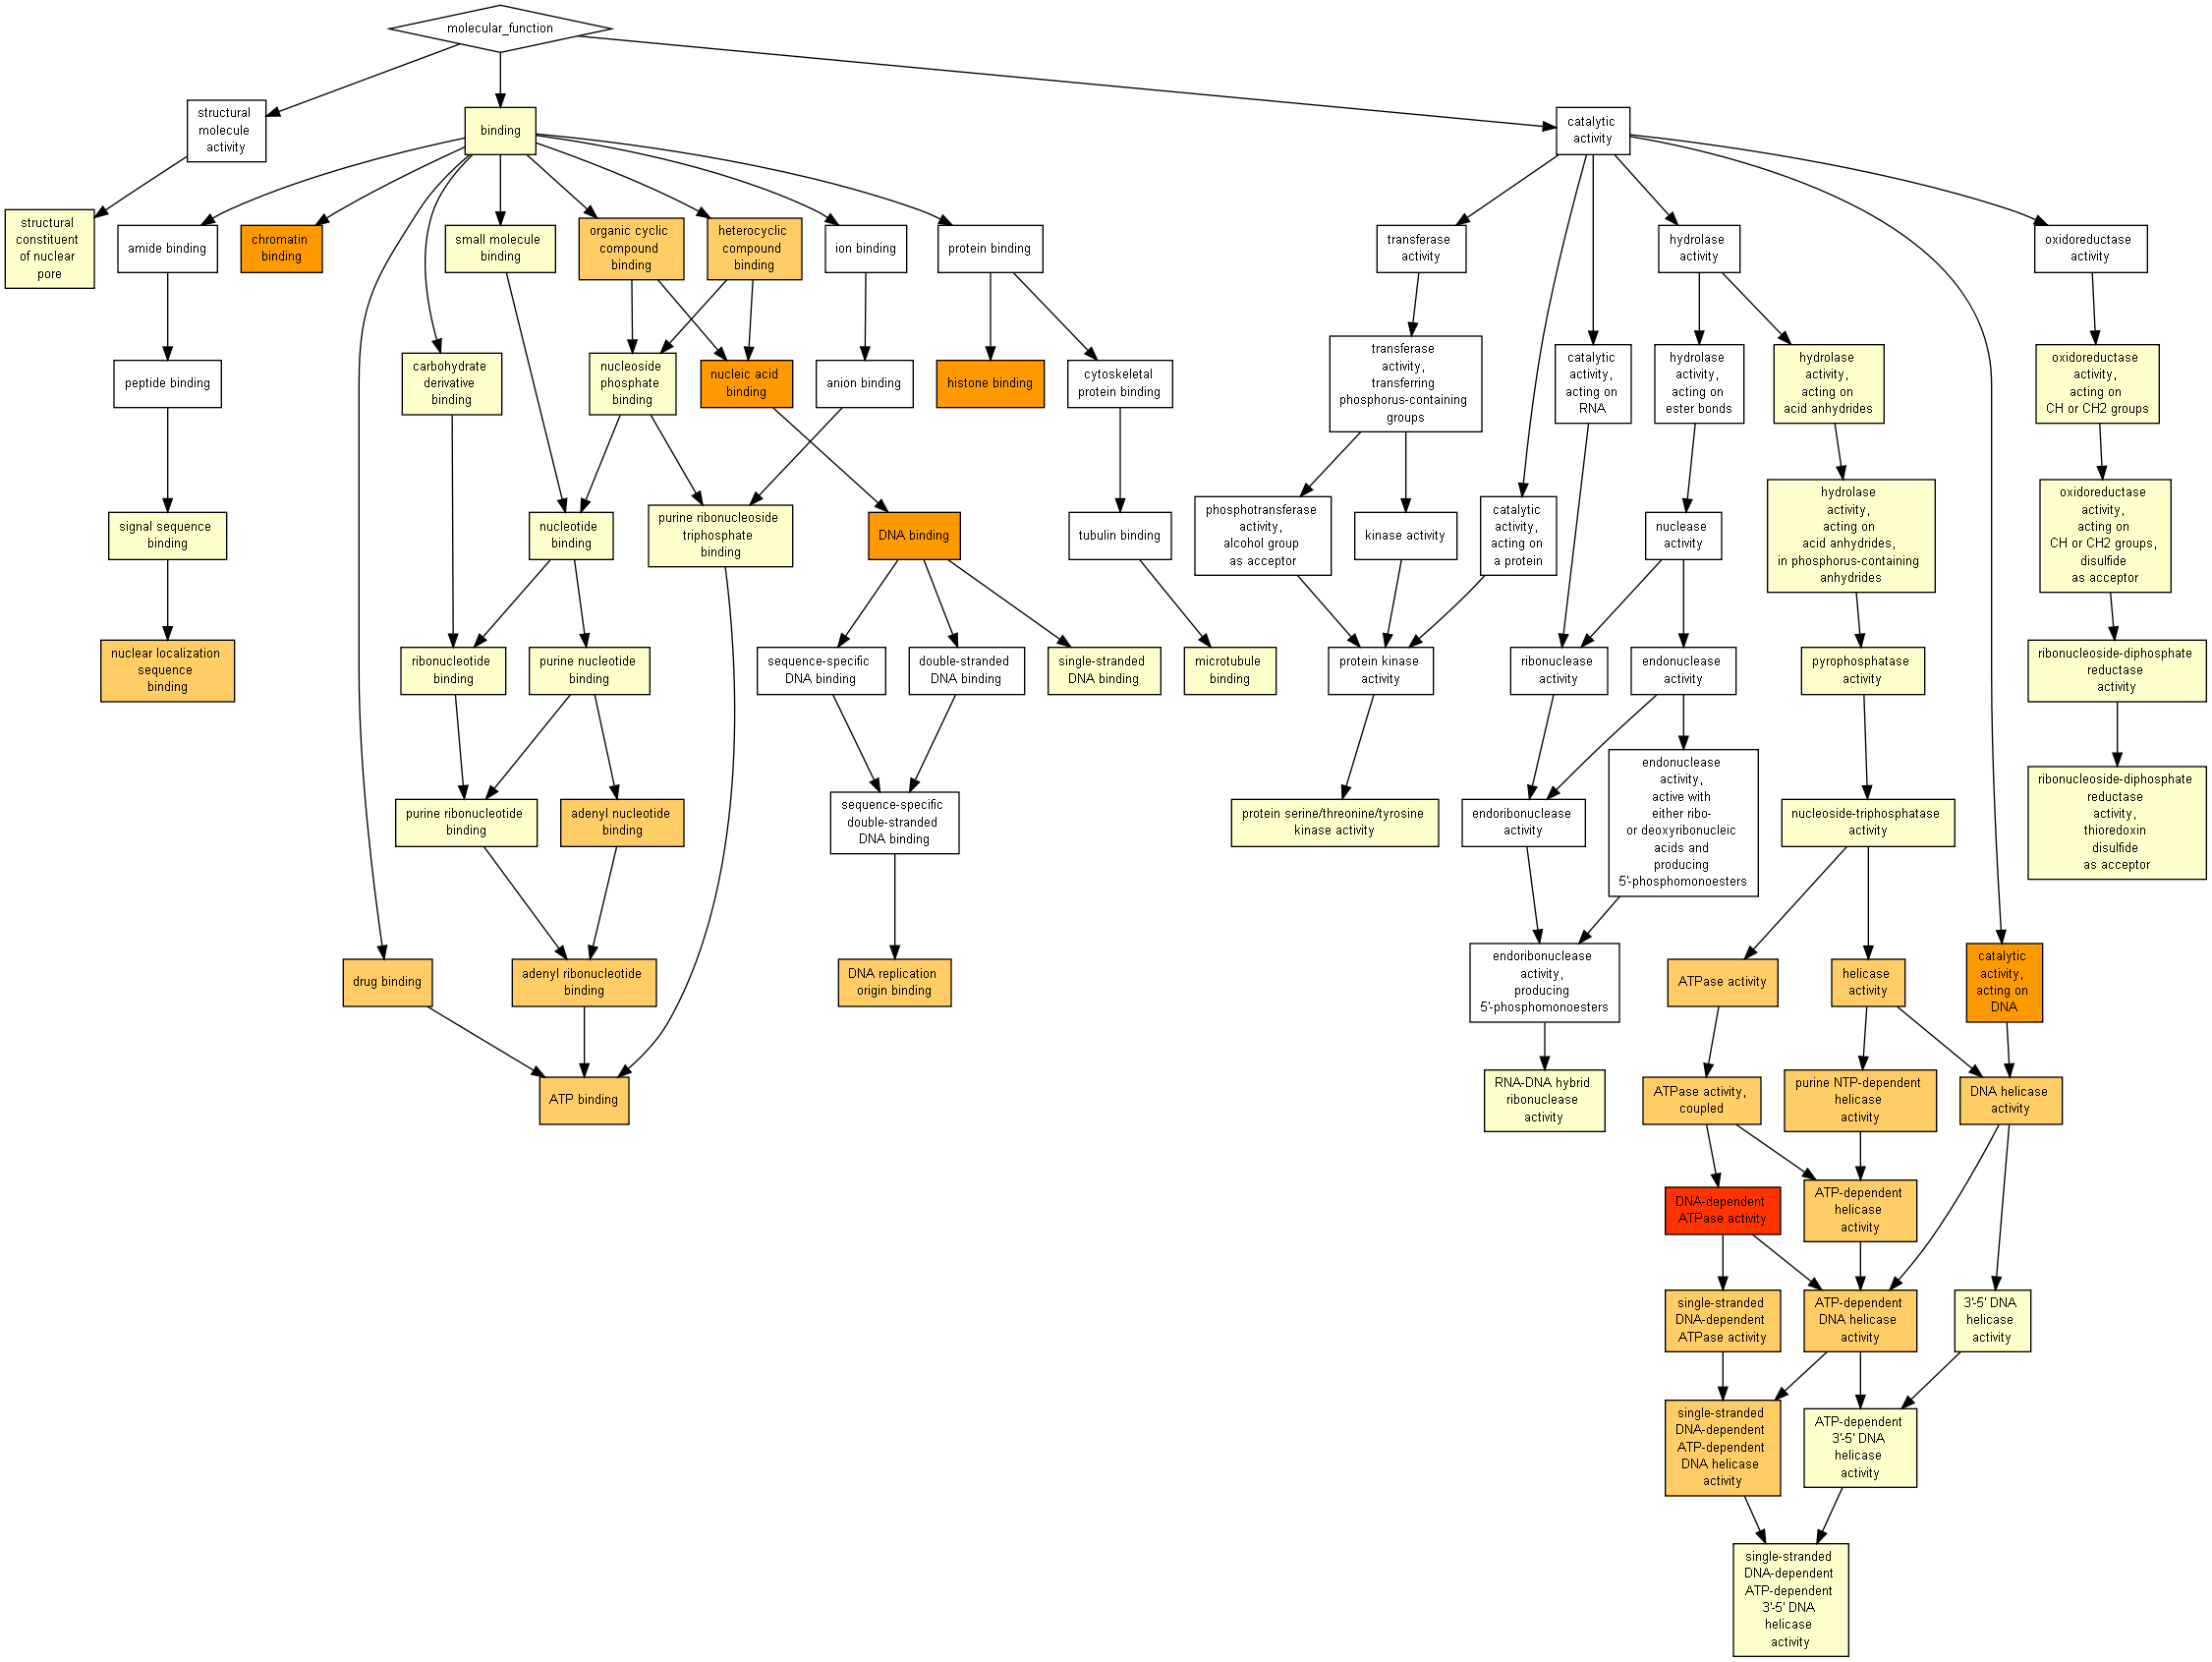 molecular_function
structural
molecule
activity
binding
catalytic
activity
structural
constituent
of nuclear
pore
amide binding
chromatin
binding
small molecule
binding
organic cyclic
compound
binding
heterocyclic
compound
binding
ion binding
protein binding
transferase
activity
hydrolase
activity
oxidoreductase
activity
peptide binding
carbohydrate
derivative
binding
nucleoside
phosphate
binding
nucleic acid
binding
anion binding
histone binding
cytoskeletal
protein binding
transferase
activity,
transferring
phosphorus-containing
groups
catalytic
activity,
acting on
RNA
hydrolase
activity,
acting on
ester bonds
hydrolase
activity,
acting on
acid anhydrides
oxidoreductase
activity,
acting on
CH or CH2 groups
signal sequence
binding
nucleotide
binding
purine ribonucleoside
triphosphate
binding
DNA binding
tubulin binding
phosphotransferase
activity,
alcohol group
as acceptor
kinase activity
catalytic
activity,
acting on
a protein
nuclease
activity
hydrolase
activity,
acting on
acid anhydrides,
in phosphorus-containing
anhydrides
oxidoreductase
activity,
acting on
CH or CH2 groups,
disulfide
as acceptor
nuclear localization
sequence
binding
ribonucleotide
binding
purine nucleotide
binding
sequence-specific
DNA binding
double-stranded
DNA binding
single-stranded
DNA binding
microtubule
binding
protein kinase
activity
ribonuclease
activity
endonuclease
activity
pyrophosphatase
activity
ribonucleoside-diphosphate
reductase
activity
purine ribonucleotide
binding
adenyl nucleotide
binding
sequence-specific
double-stranded
DNA binding
protein serine/threonine/tyrosine
kinase activity
endoribonuclease
activity
endonuclease
activity,
active with
either ribo-
or deoxyribonucleic
acids and
producing
5'-phosphomonoesters
nucleoside-triphosphatase
activity
ribonucleoside-diphosphate
reductase
activity,
thioredoxin
disulfide
as acceptor
drug binding
adenyl ribonucleotide
binding
DNA replication
origin binding
endoribonuclease
activity,
producing
5'-phosphomonoesters
ATPase activity
helicase
activity
catalytic
activity,
acting on
DNA
ATP binding
RNA-DNA hybrid
ribonuclease
activity
ATPase activity,
coupled
purine NTP-dependent
helicase
activity
DNA helicase
activity
DNA-dependent
ATPase activity
ATP-dependent
helicase
activity
single-stranded
DNA-dependent
ATPase activity
ATP-dependent
DNA helicase
activity
3'-5' DNA
helicase
activity
single-stranded
DNA-dependent
ATP-dependent
DNA helicase
activity
ATP-dependent
3'-5' DNA
helicase
activity
single-stranded
DNA-dependent
ATP-dependent
3'-5' DNA
helicase
activity